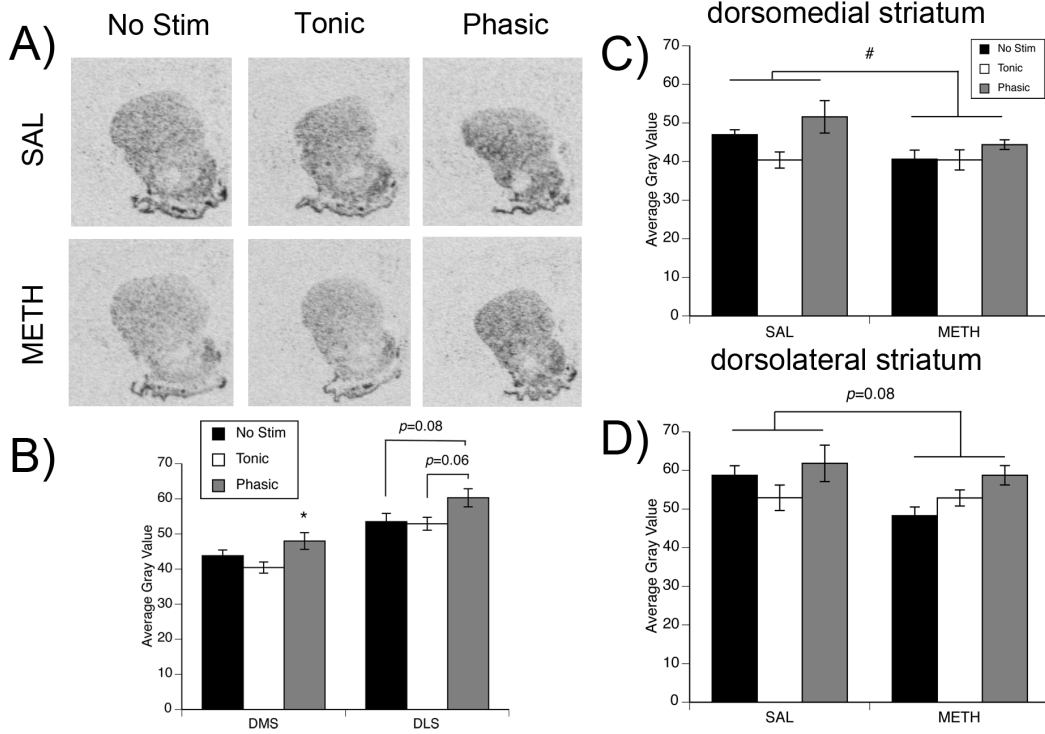 No Stim Tonic Phasic
A)
SAL
METH
B)
No Stim
Tonic
Phasic
p=0.08
p=0.06
*
Average Gray Value
70
60
50
40
30
20
10
0
DMS DLS
dorsomedial striatum
C)
#
No Stim
Tonic
Phasic
Average Gray Value
70
60
50
40
30
20
10
0
SAL METH
dorsolateral striatum
D)
p=0.08
Average Gray Value
70
60
50
40
30
20
10
0
SAL METH